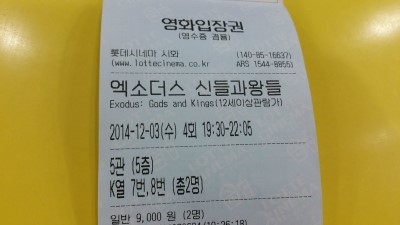 영화입장권
(영수증 겸용)
롯데시네마 시화 (140-85-16637)
(www.lottecinema.co.kr ARS 1544-8855)
엑소더스 신들과왕들
Exodus: Gods and Kings(12세이상관람가)
2014-12-03(수) 4회 19:30-22:05
5관 (5층)
K열 7번,8번 (총2명)
일반 9,000 원 (2명)